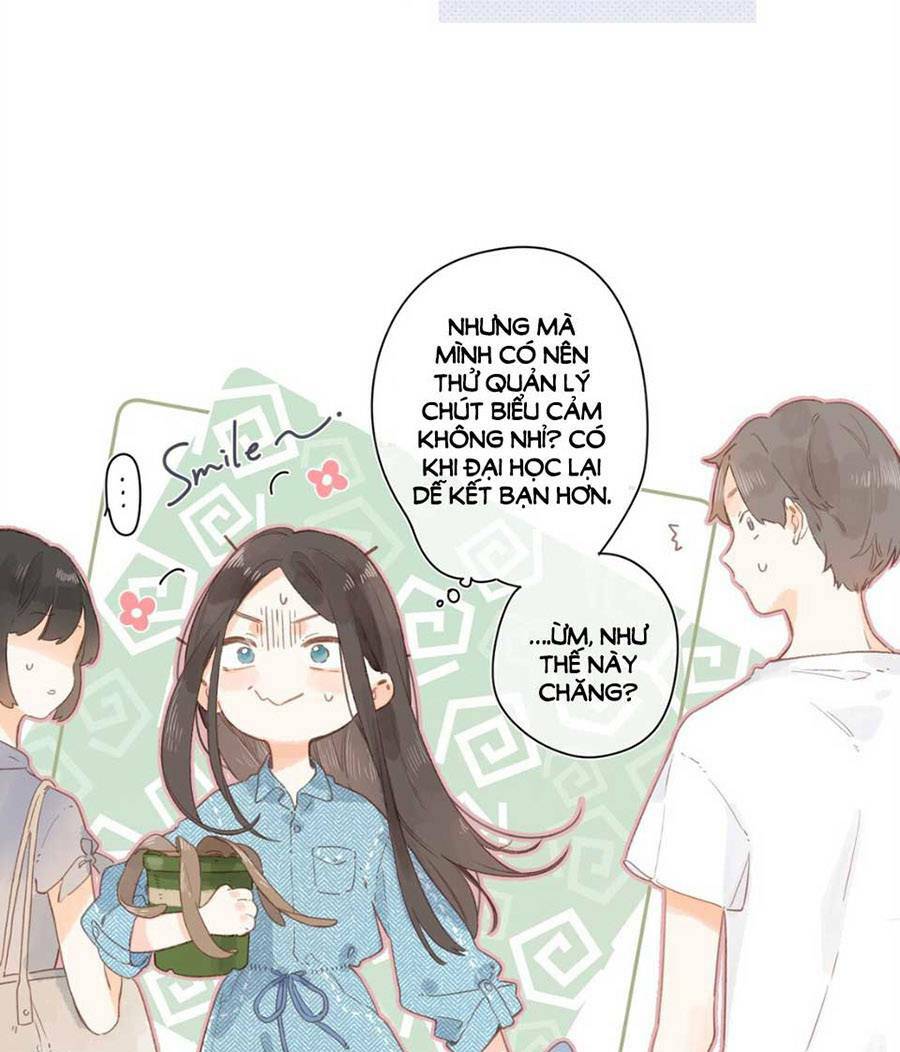 NHƯNG MÀ
MÌNH CÓ NÊN
THỬ QUẢN LÝ
CHÚT BIỂU CẢM
KHÔNG NHỈ? CÓ
KHI ĐẠI HỌC LẠI
DỄ KẾT BẠN HƠN.
Smile~.
...
....ỪM, NHƯ
THẾ NÀY
CHĂNG?